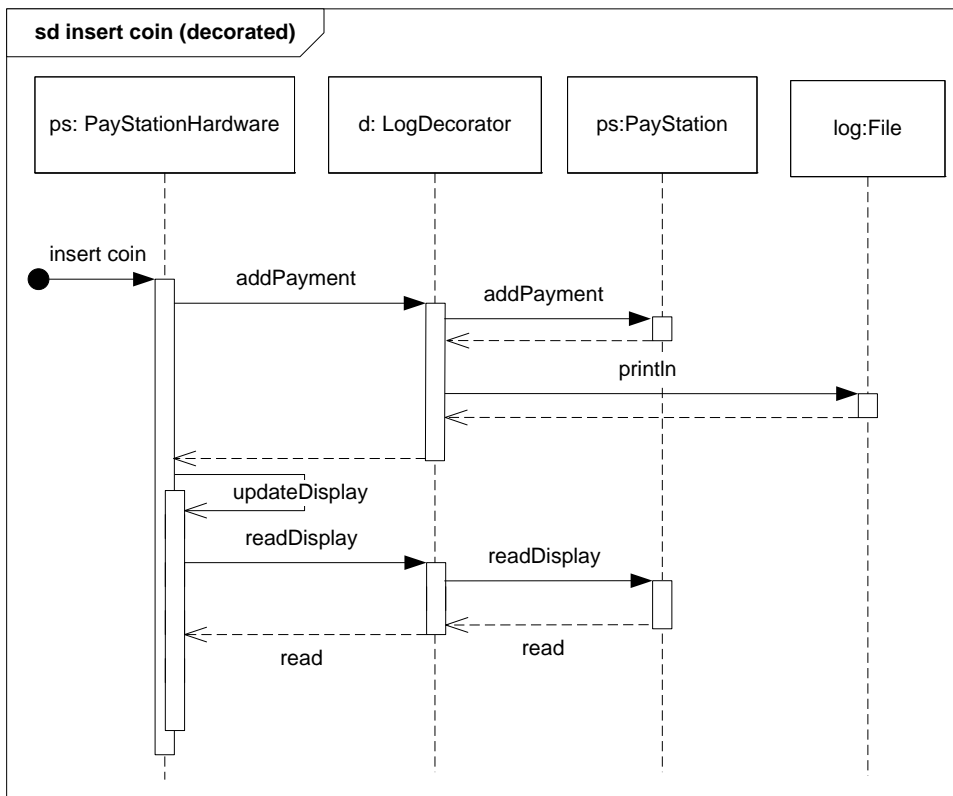 sd insert coin (decorated)
ps: PayStationHardware
d: LogDecorator
ps:PayStation
log:File
insert coin
addPayment
addPayment
println
updateDisplay
readDisplay
readDisplay
read
read